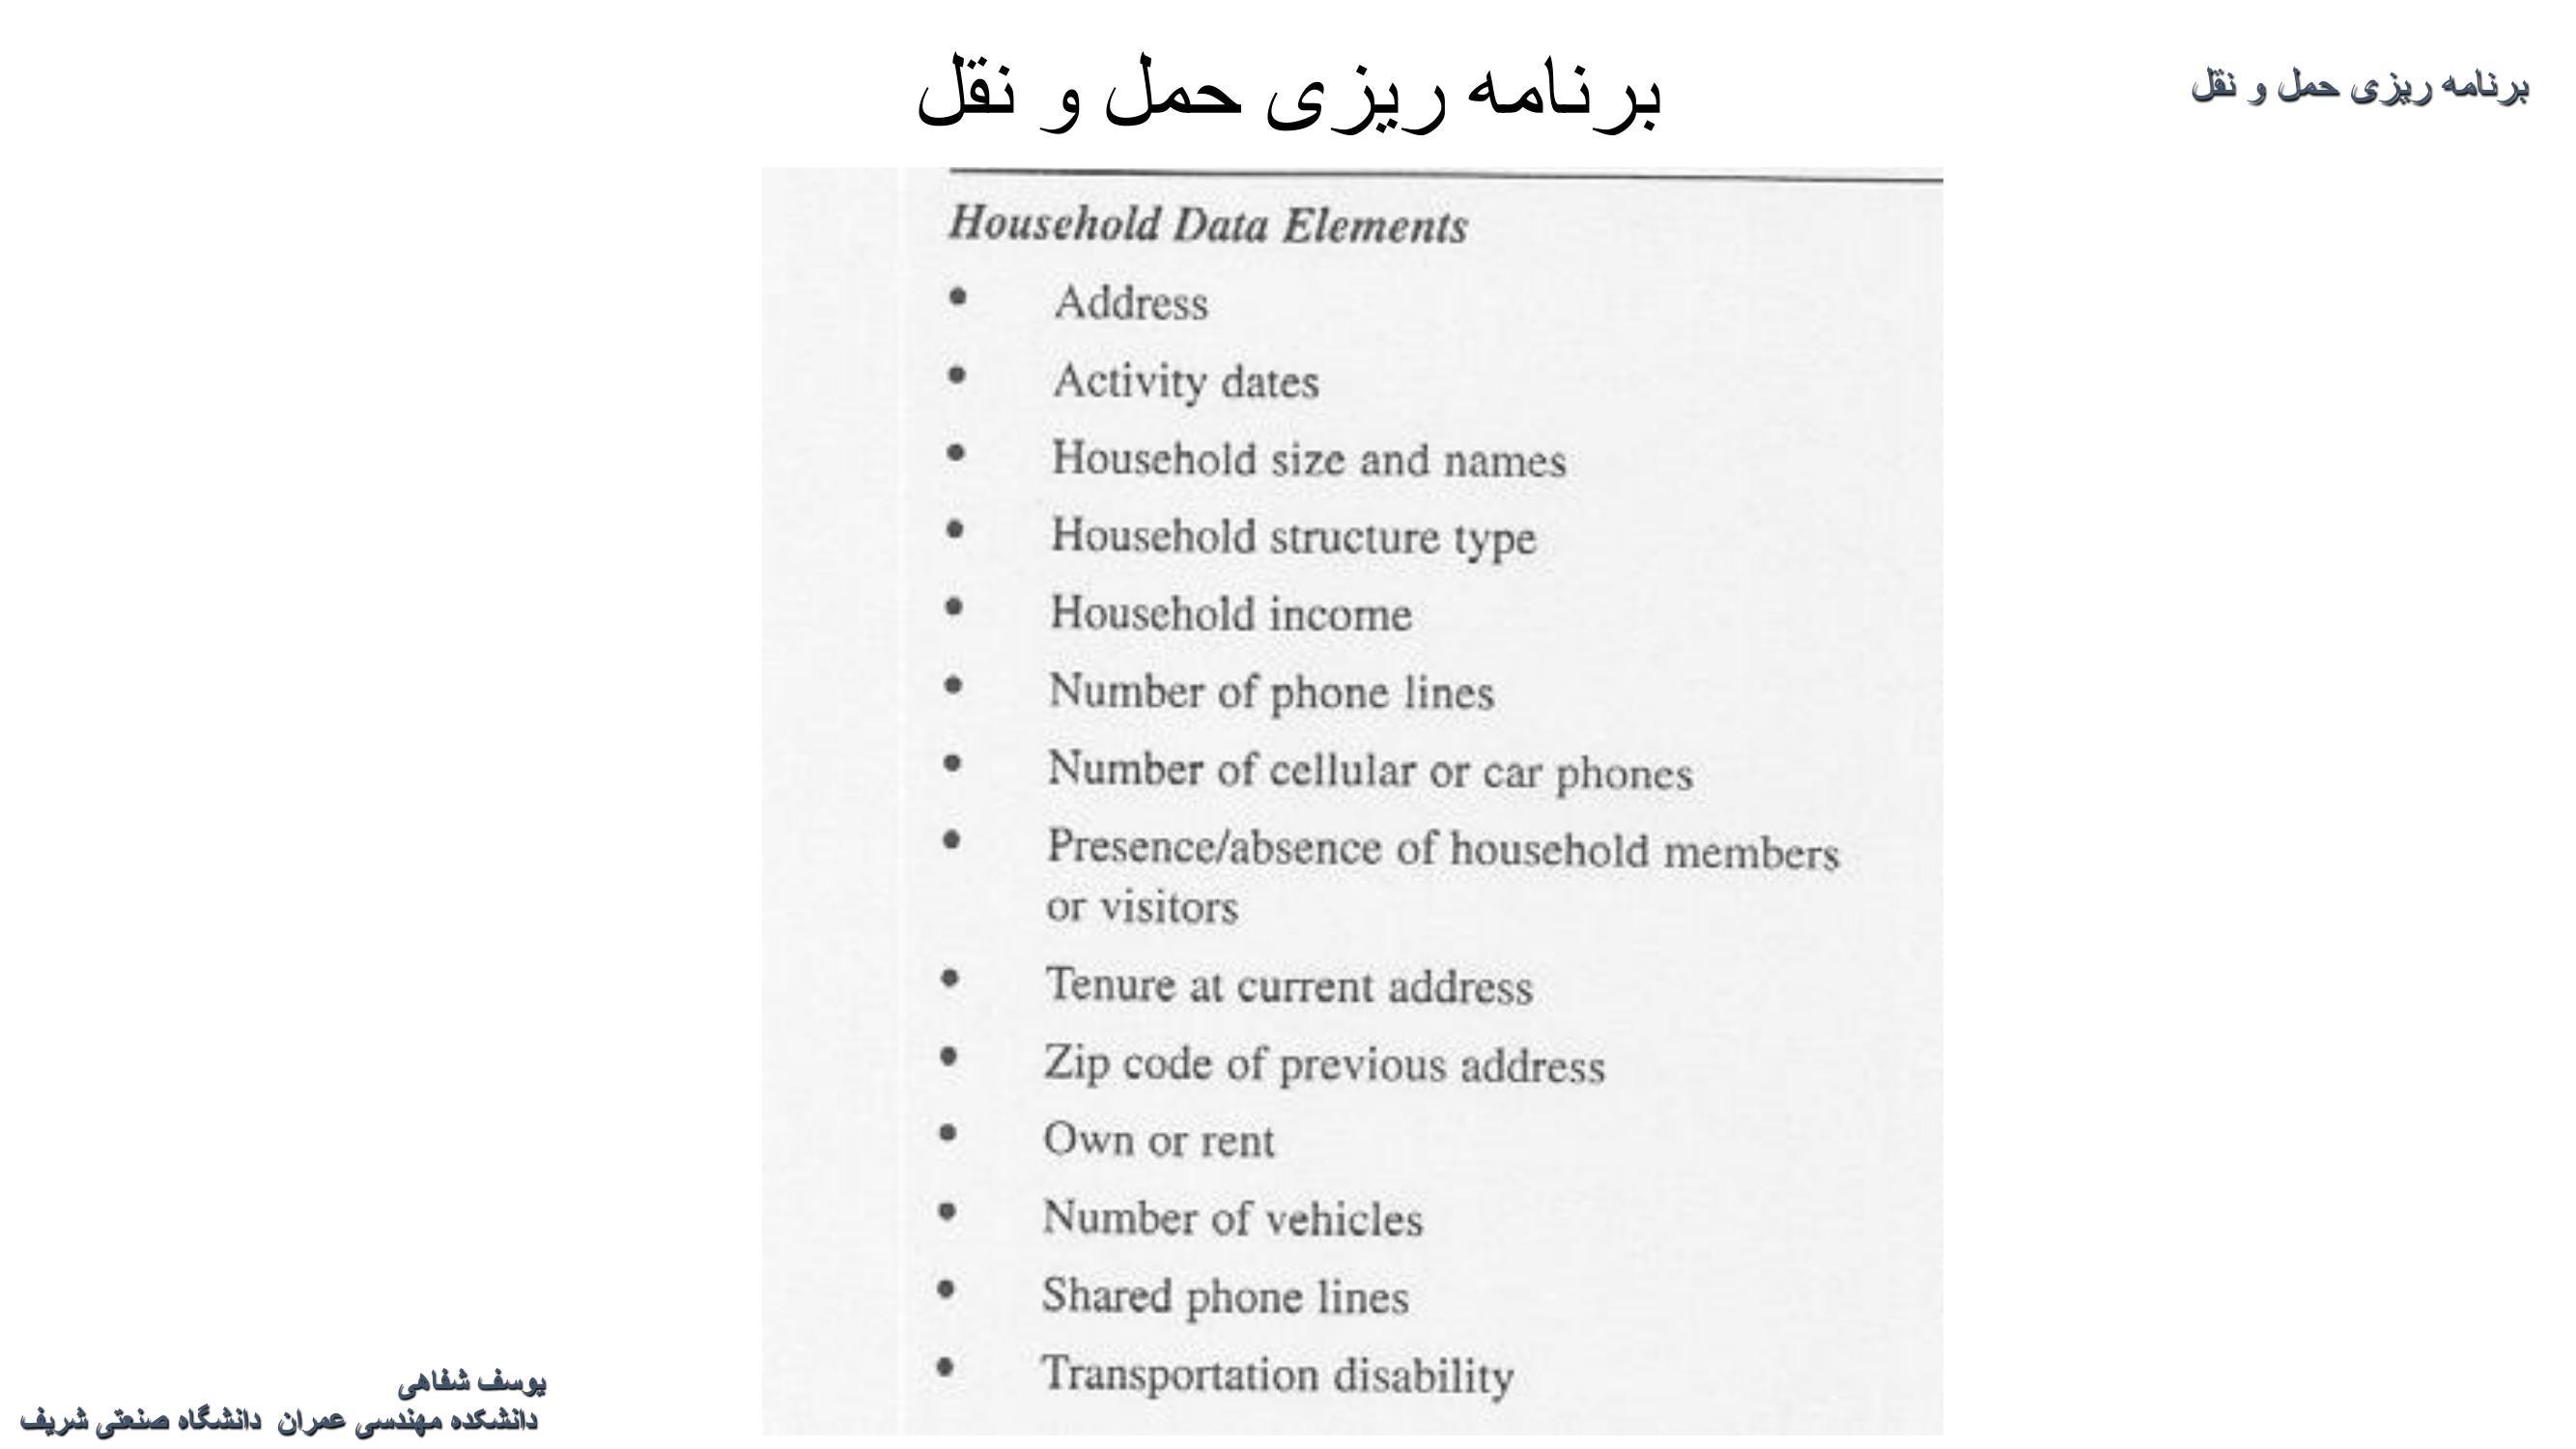 برنامه ریزی حمل و نقل
برنامه ریزی حمل و نقل
Household Data Elements
• Address
• Activity dates
• Household size and names
• Household structure type
• Household income
• Number of phone lines
• Number of cellular or car phones
• Presence/absence of household members
or visitors
• Tenure at current address
• Zip code of previous address
• Own or rent
• Number of vehicles
• Shared phone lines
• Transportation disability
یوسف شفاهی
دانشکده مهندسی عمران دانشگاه صنعتی شریف